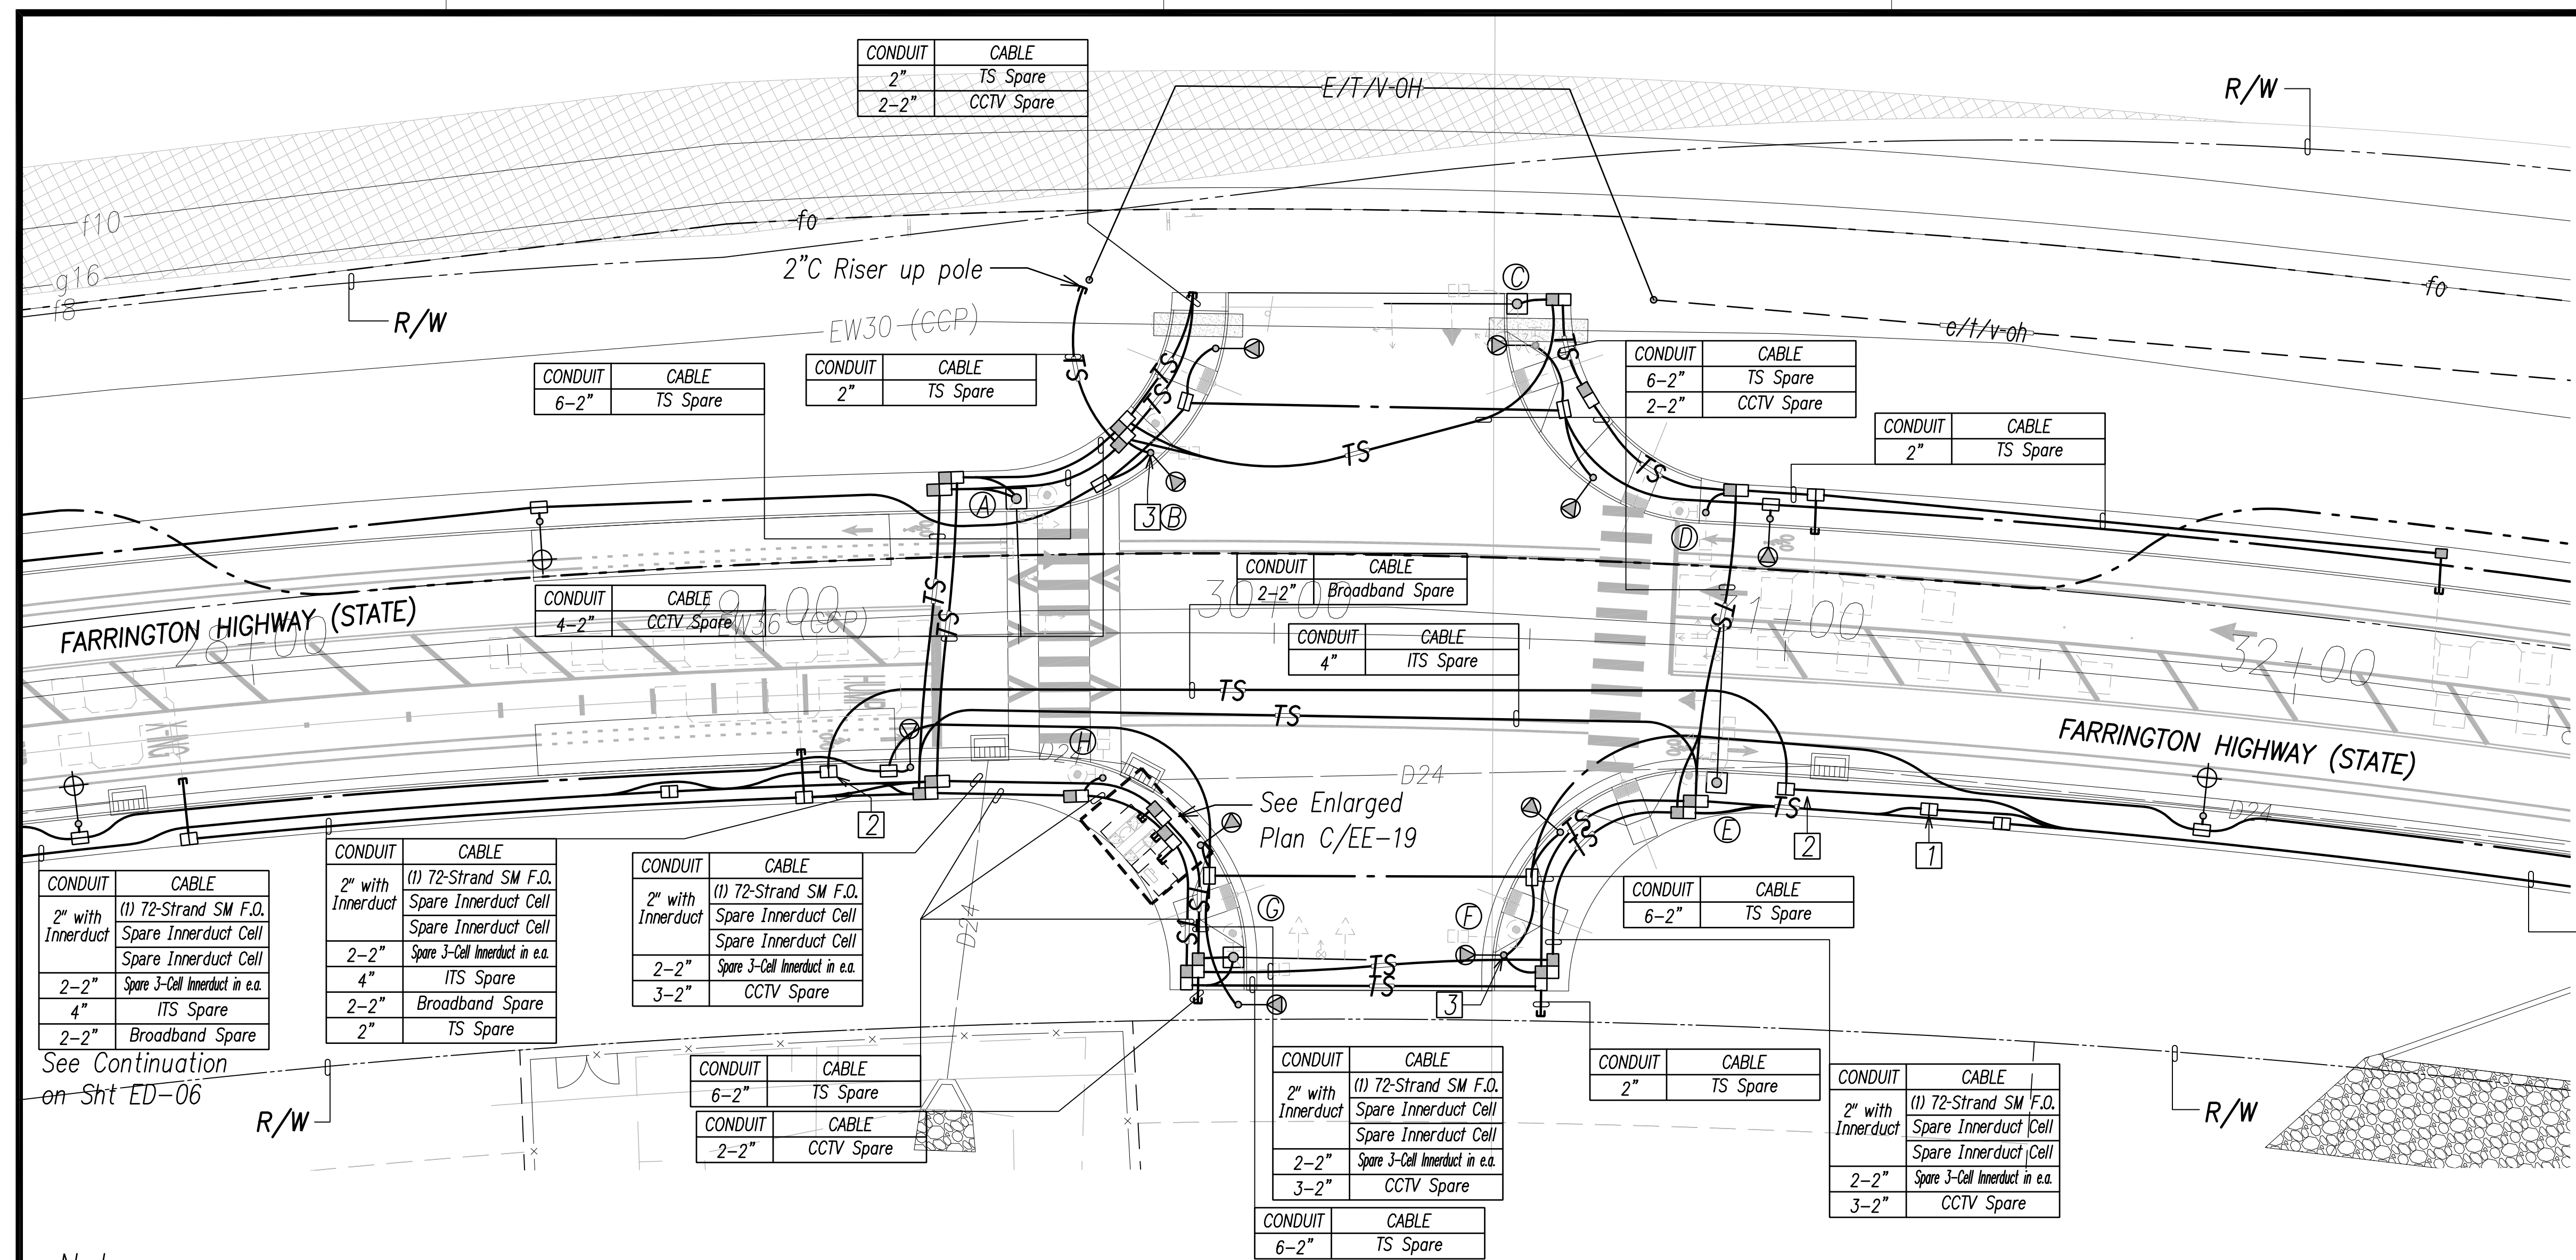 CONDUIT CABLE
2" TS Spare
2-2" CCTV Spare
E/T/V-OH
R/W
f10
fo
g16
f8
2"C Riser up pole
C
R/W
EW30 (CCP)
fo
e/t/v-oh
TS
TS
TS
TS
CONDUIT CABLE
6-2" TS Spare
CONDUIT CABLE
2" TS Spare
CONDUIT CABLE
6-2" TS Spare
2-2" CCTV Spare
CONDUIT CABLE
2" TS Spare
TS
TS
A
3
B
D
CONDUIT CABLE
2-2" Broadband Spare
CONDUIT CABLE
4-2" CCTV Spare
TS
TS
TS
FARRINGTON HIGHWAY (STATE)
28+00
29+00
EW36 (CCP)
30+00
1+00
32+00
CONDUIT CABLE
4" ITS Spare
TS
TS
FARRINGTON HIGHWAY (STATE)
H
D24
D24
D24
See Enlarged
Plan C/EE-19
TS
TS
E
2
2
1
CONDUIT CABLE
2" with Innerduct (1) 72-Strand SM F.O.
Spare Innerduct Cell
Spare Innerduct Cell
2-2" Spare 3-Cell Innerduct in e.a.
4" ITS Spare
2-2" Broadband Spare
See Continuation
on Sht ED-06
CONDUIT CABLE
2" with Innerduct (1) 72-Strand SM F.O.
Spare Innerduct Cell
Spare Innerduct Cell
2-2" Spare 3-Cell Innerduct in e.a.
4" ITS Spare
2-2" Broadband Spare
2" TS Spare
CONDUIT CABLE
2" with Innerduct (1) 72-Strand SM F.O.
Spare Innerduct Cell
Spare Innerduct Cell
2-2" Spare 3-Cell Innerduct in e.a.
3-2" CCTV Spare
D24
TS
TS
G
F
CONDUIT CABLE
6-2" TS Spare
TS
TS
3
R/W
CONDUIT CABLE
6-2" TS Spare
CONDUIT CABLE
2-2" CCTV Spare
CONDUIT CABLE
2" with Innerduct (1) 72-Strand SM F.O.
Spare Innerduct Cell
Spare Innerduct Cell
2-2" Spare 3-Cell Innerduct in e.a.
3-2" CCTV Spare
CONDUIT CABLE
6-2" TS Spare
CONDUIT CABLE
2" TS Spare
CONDUIT CABLE
2" with Innerduct (1) 72-Strand SM F.O.
Spare Innerduct Cell
Spare Innerduct Cell
2-2" Spare 3-Cell Innerduct in e.a.
3-2" CCTV Spare
R/W